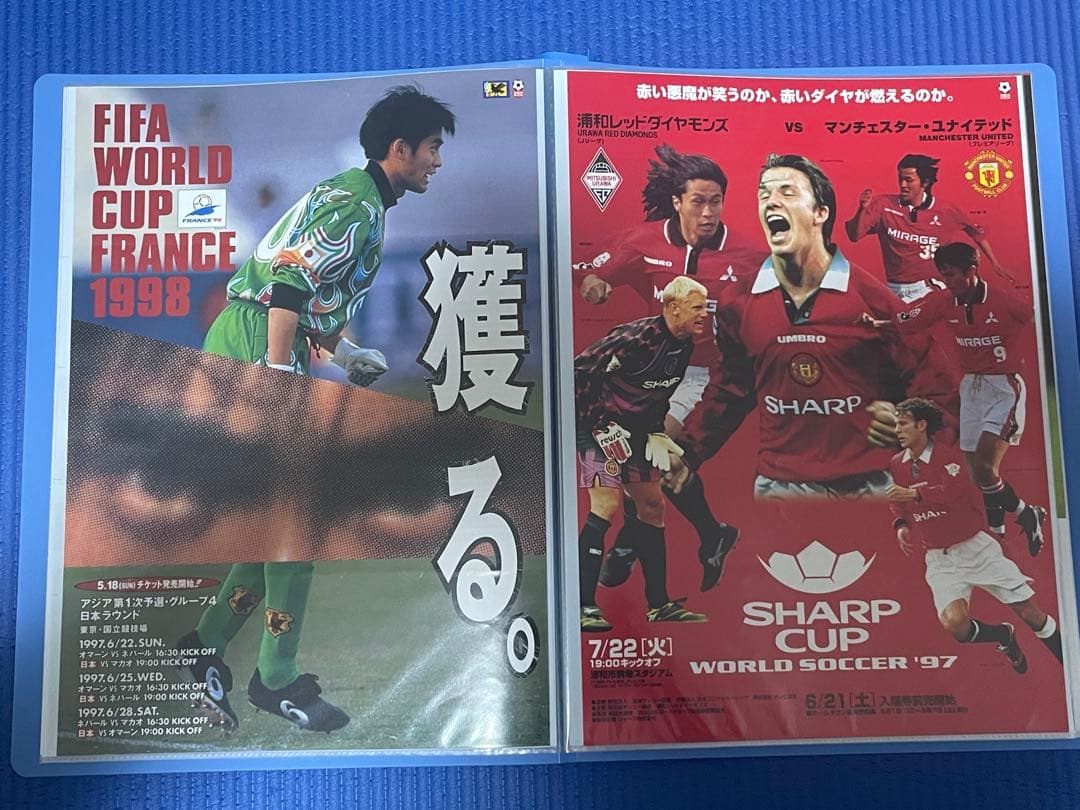 FIFA
WORLD
CUP
FRANCE
1998
FRANCE 98
獲る。
5.18(SUN)チケット発売開始!!
アジア第1次予選・グループ4
日本ラウンド
東京・国立競技場
1997.6/22.SUN.
オマーン VS ネパール 16:30 KICK OFF
日本 VS マカオ 19:00 KICK OFF
1997.6/25.WED.
オマーン VS マカオ 16:30 KICK OFF
日本 VS ネパール 19:00 KICK OFF
1997.6/28.SAT.
ネパール VS マカオ 16:30 KICK OFF
日本 VS オマーン 19:00 KICK OFF
赤い悪魔が笑うのか、赤いダイヤが燃えるのか。
浦和レッドダイヤモンズ VS マンチェスター・ユナイテッド
URAWA RED DIAMONDS MANCHESTER UNITED
(Jリーグ) (プレミアリーグ)
MITSUBISHI
URAWA
FC
MANCHESTER UNITED
FOOTBALL CLUB
MIRAGE
35
UMBRO
UMBRO
MIRAGE
9
SHARP
SHARP
reusch
SHARP
SHARP
CUP
WORLD SOCCER '97
7/22[火]
19:00キックオフ
浦和市駒場スタジアム
6/21[土]入場券前売開始